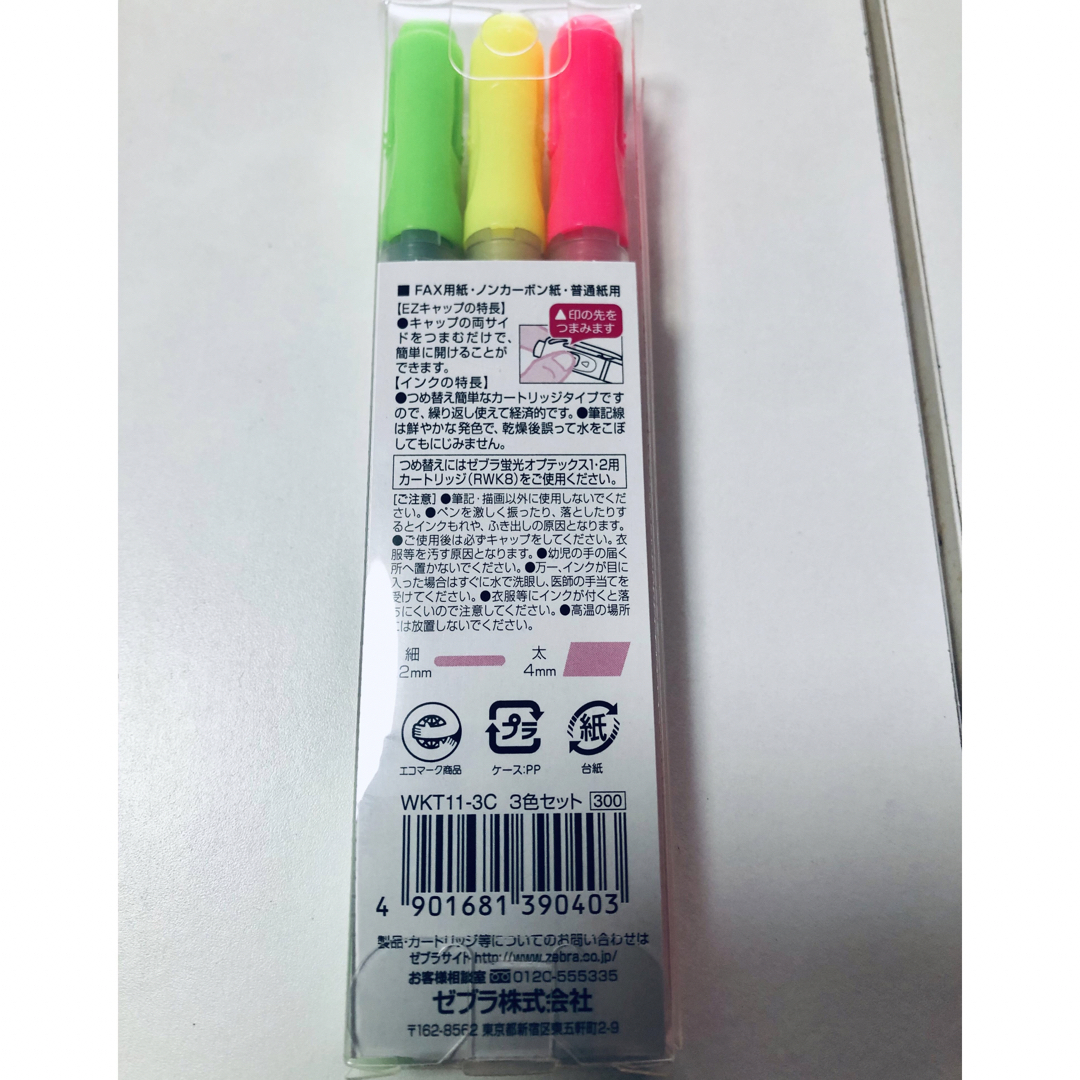 ■ FAX用紙・ノンカーボン紙・普通紙用
【EZキャップの特長】
●キャップの両サイ
ドをつまむだけで、
簡単に開けることが
できます。
▲印の先を
つまみます
【インクの特長】
●つめ替え簡単なカートリッジタイプです
ので、繰り返し使えて経済的です。●筆記線
は鮮やかな発色で、乾燥後誤って水をこぼ
してもにじみません。
つめ替えにはゼブラ蛍光オプテックス1・2用
カートリッジ(RWK8)をご使用ください。
[ご注意] ●筆記・描画以外に使用しないでくだ
さい。●ペンを激しく振ったり、落としたりす
るとインクもれや、ふき出しの原因となります。
●ご使用後は必ずキャップをしてください。衣
服等を汚す原因となります。●幼児の手の届く
所へ置かないでください。●万一、インクが目に
入った場合はすぐに水で洗眼し、医師の手当てを
受けてください。●衣服等にインクが付くと落
ちにくいので注意してください。●高温の場所
には放置しないでください。
細
2mm
太
4mm
プラ
紙
エコマーク商品
ケース:PP
台紙
WKT11-3C 3色セット 300
4 901681 390403
製品・カートリッジ等についてのお問い合わせは
ゼブラサイト http://www.zebra.co.jp/
お客様相談室 0120-555335
ゼブラ株式会社
〒162-8562 東京都新宿区東五軒町2-9